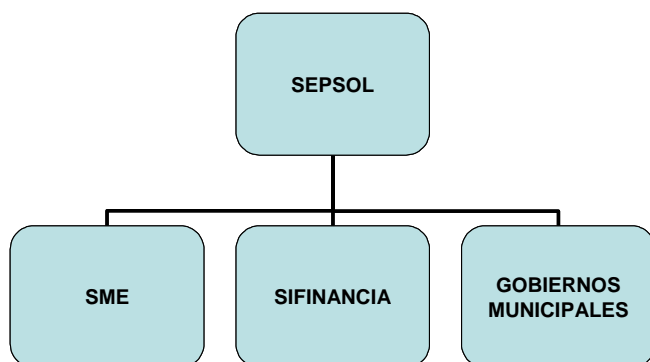 SEPSOL
SME
SIFINANCIA
GOBIERNOS
MUNICIPALES